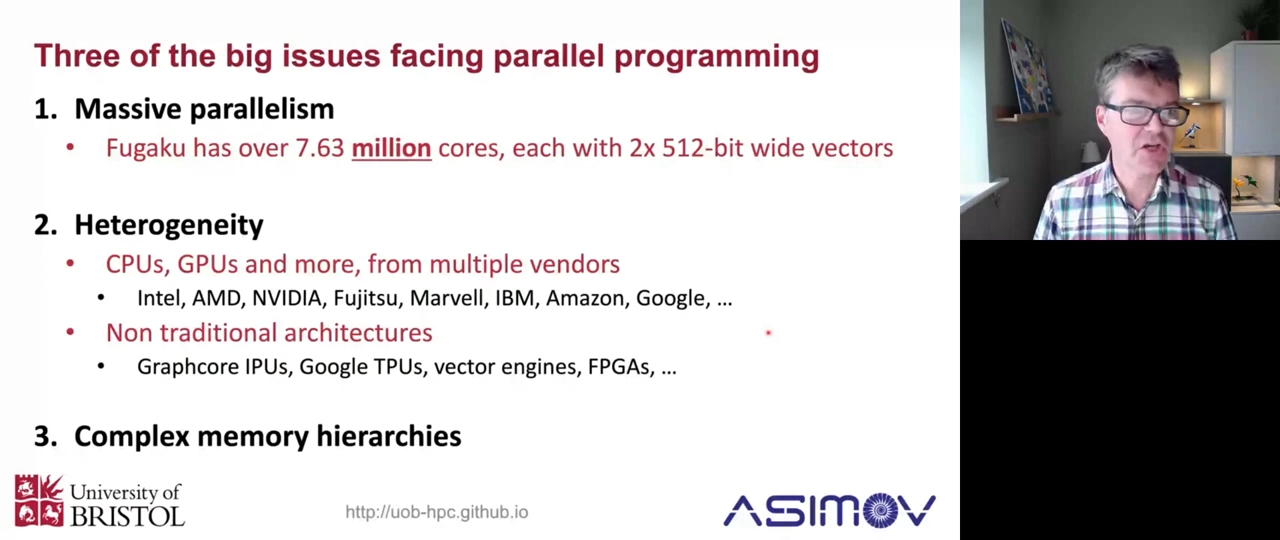 Three of the big issues facing parallel programming
1. Massive parallelism
• Fugaku has over 7.63 million cores, each with 2x 512-bit wide vectors
2. Heterogeneity
• CPUs, GPUs and more, from multiple vendors
• Intel, AMD, NVIDIA, Fujitsu, Marvell, IBM, Amazon, Google, ...
• Non traditional architectures
• Graphcore IPUs, Google TPUs, vector engines, FPGAs, ...
3. Complex memory hierarchies
University of
BRISTOL
http://uob-hpc.github.io
ASIMOV